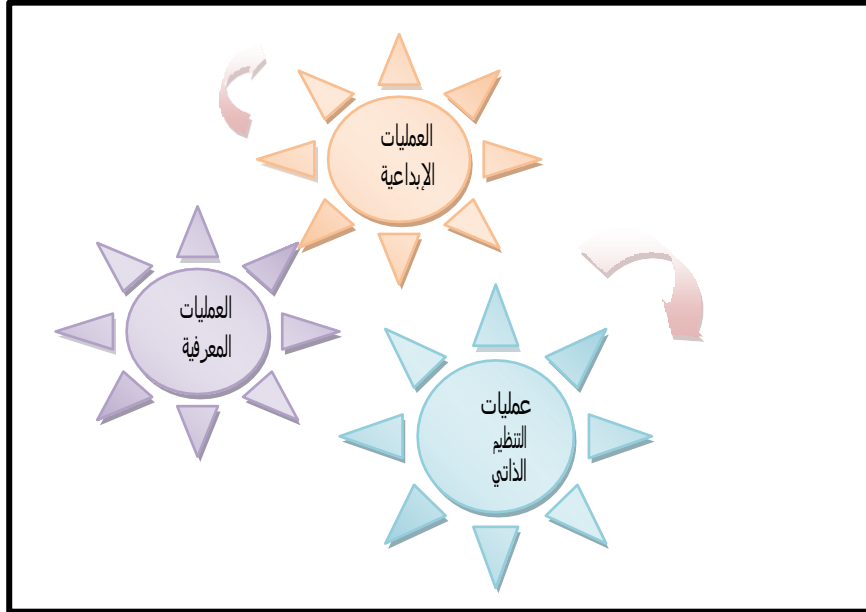 العمليات
الإبداعية
العمليات
المعرفية
عمليات
التنظيم
الذاتي